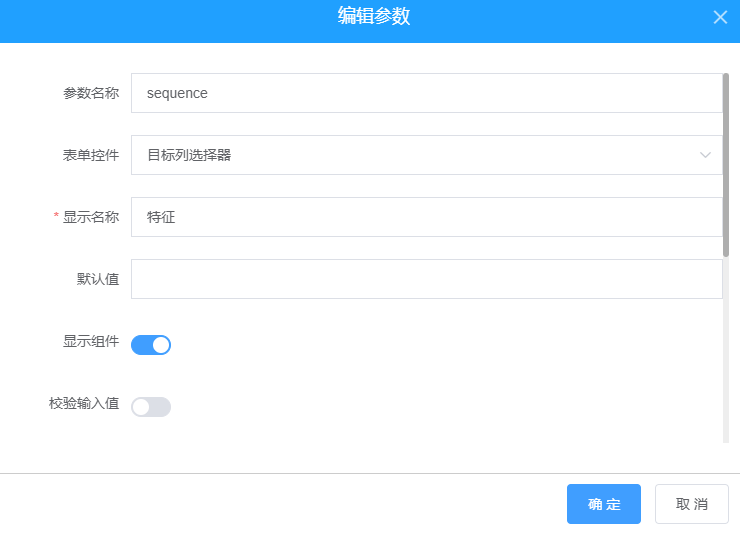 编辑参数
参数名称 sequence
表单控件 目标列选择器
* 显示名称 特征
默认值
显示组件
校验输入值
确定 取消